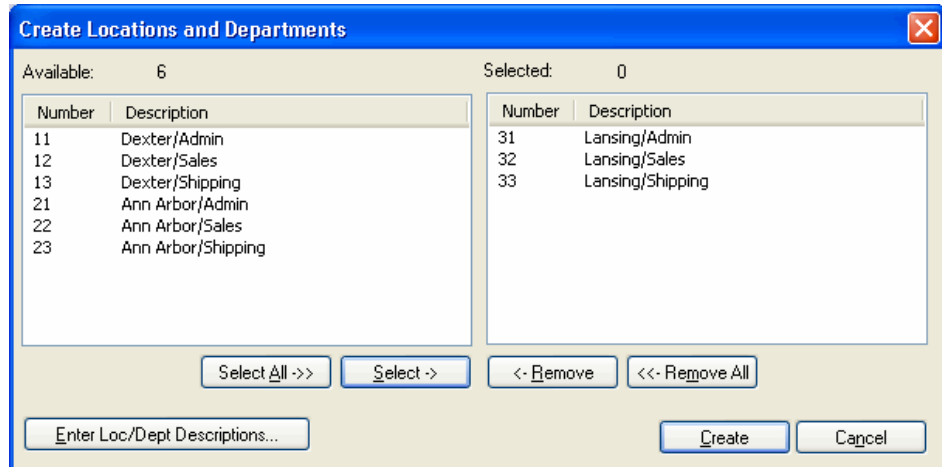 Create Locations and Departments
Available: 6
Number Description
11 Dexter/Admin
12 Dexter/Sales
13 Dexter/Shipping
21 Ann Arbor/Admin
22 Ann Arbor/Sales
23 Ann Arbor/Shipping
Select All ->> Select ->
Selected: 0
Number Description
31 Lansing/Admin
32 Lansing/Sales
33 Lansing/Shipping
<- Remove <<- Remove All
Enter Loc/Dept Descriptions...
Create Cancel